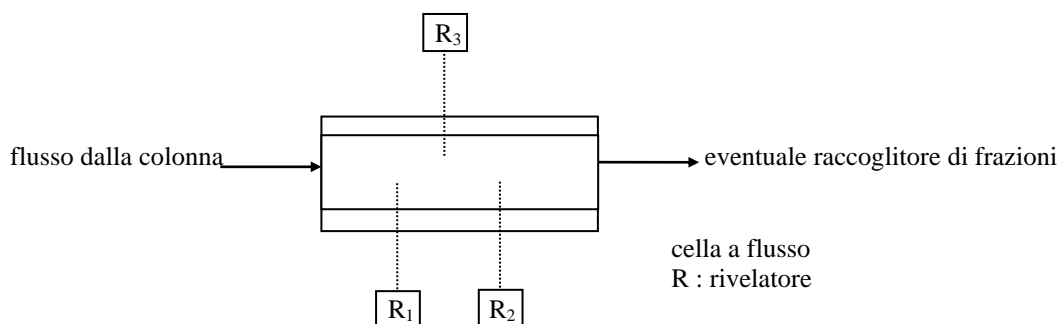 R3
flusso dalla colonna
eventuale raccoglitore di frazioni
cella a flusso
R : rivelatore
R1
R2